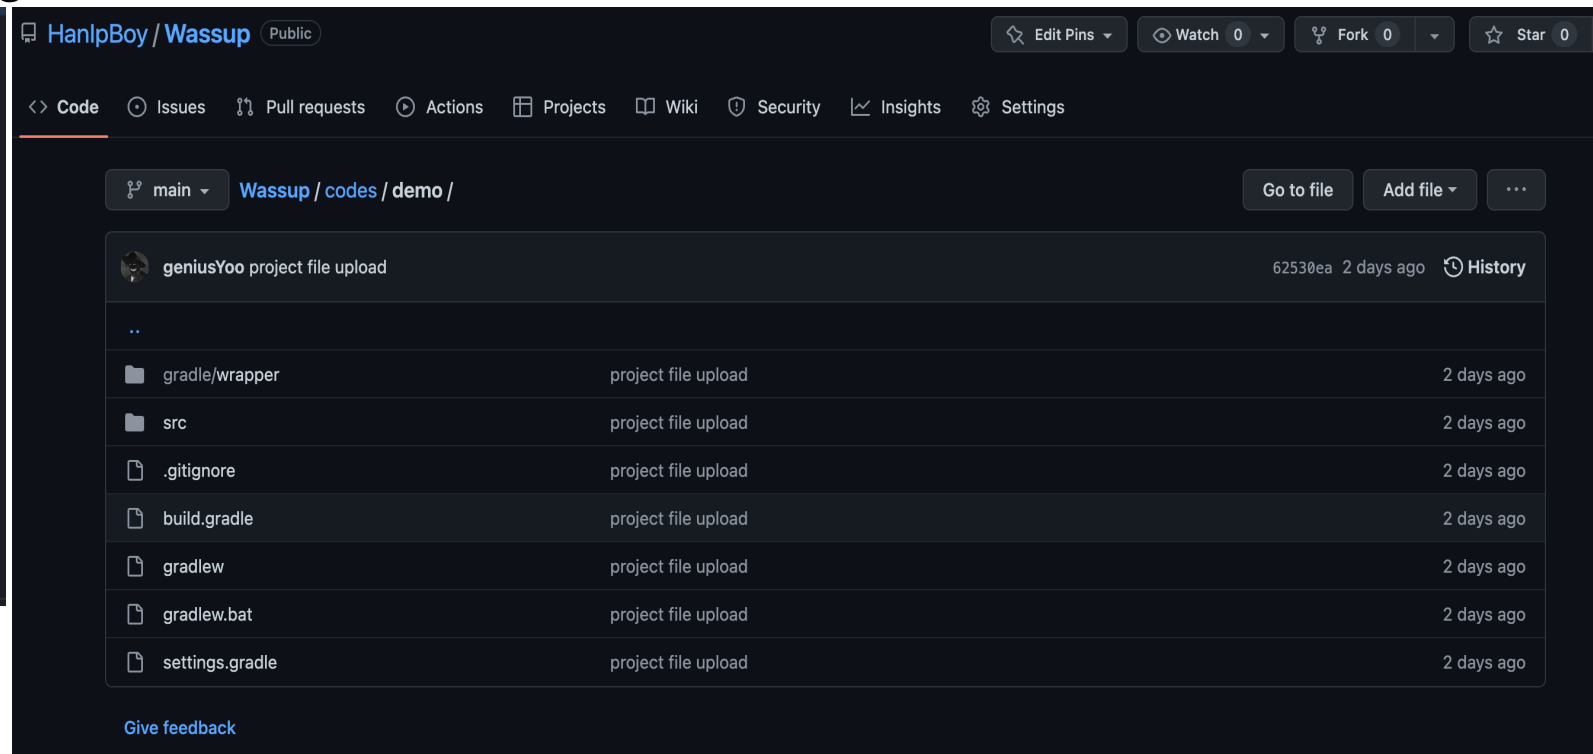 HanIpBoy / Wassup Public Edit Pins Watch 0 Fork 0 Star 0
Code Issues Pull requests Actions Projects Wiki Security Insights Settings
main Wassup / codes / demo / Go to file Add file ...
geniusYoo project file upload 62530ea 2 days ago History
..
gradle/wrapper project file upload 2 days ago
src project file upload 2 days ago
.gitignore project file upload 2 days ago
build.gradle project file upload 2 days ago
gradlew project file upload 2 days ago
gradlew.bat project file upload 2 days ago
settings.gradle project file upload 2 days ago
Give feedback